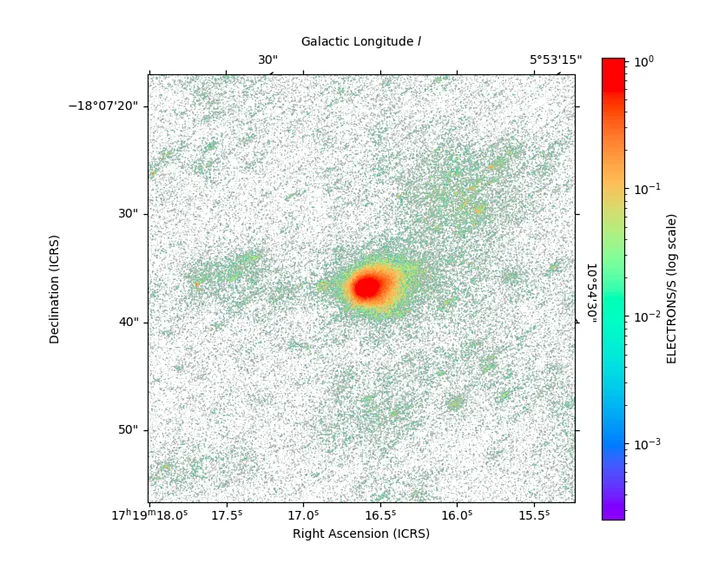 Galactic Longitude l
30" 5°53'15"
10⁰
−18°07'20"
10⁻¹
30"
Declination (ICRS)
10°54'30"
ELECTRONS/S (log scale)
40"
10⁻²
50"
10⁻³
17ʰ19ᵐ18.0ˢ 17.5ˢ 17.0ˢ 16.5ˢ 16.0ˢ 15.5ˢ
Right Ascension (ICRS)